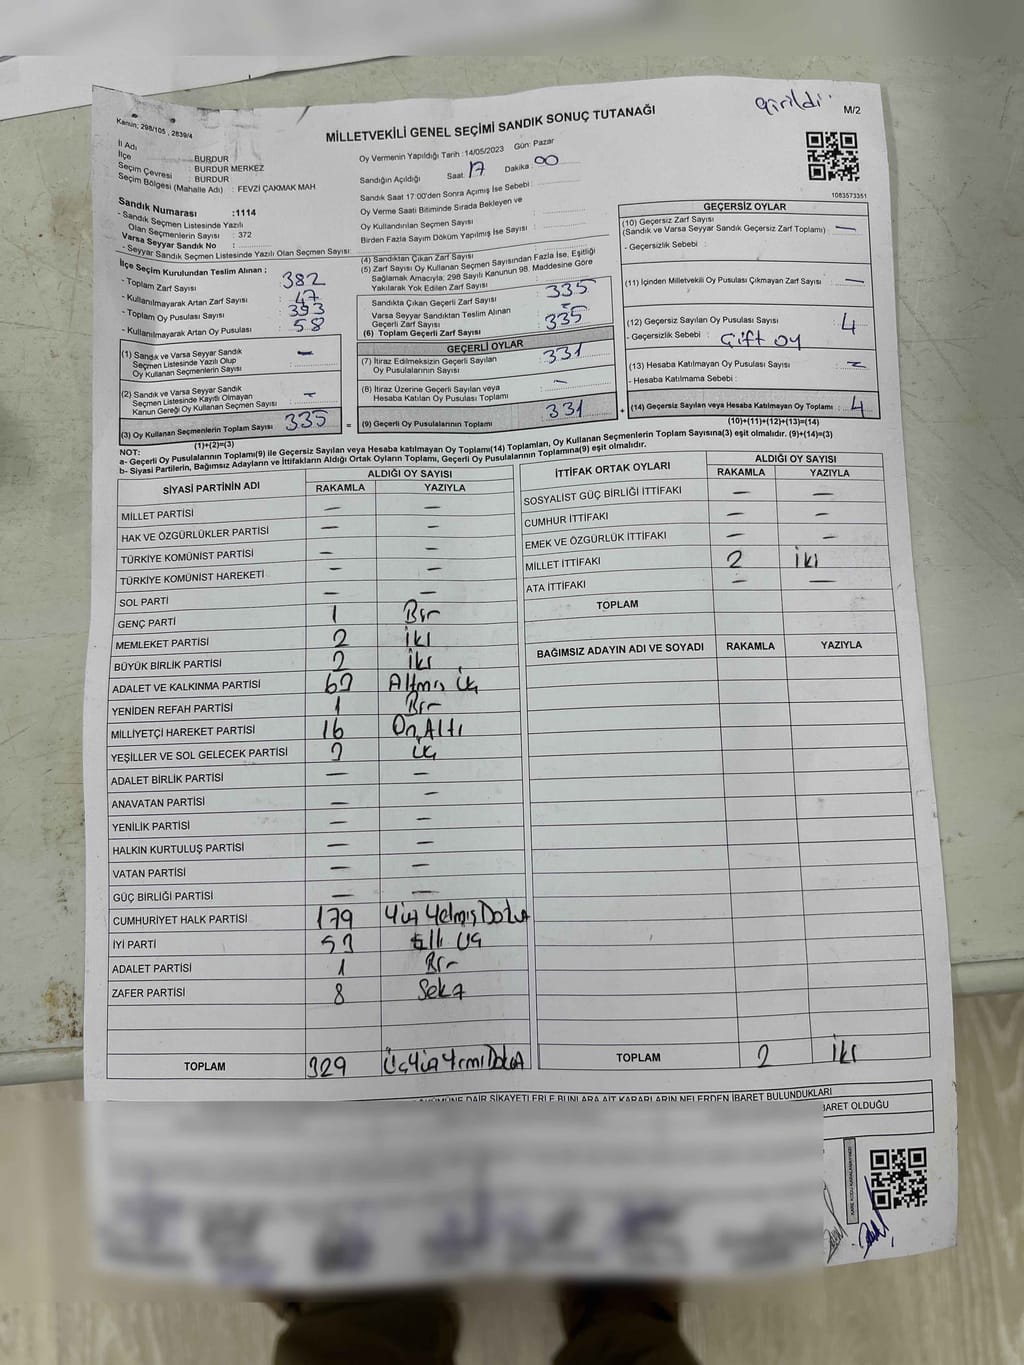 girildi.
M/2
Kanun, 298/105 , 2839/4
MİLLETVEKİLİ GENEL SEÇİMİ SANDIK SONUÇ TUTANAĞI
İl Adı : BURDUR
İlçe : BURDUR MERKEZ
Seçim Çevresi : BURDUR
Seçim Bölgesi (Mahalle Adı) : FEVZİ ÇAKMAK MAH
Sandık Numarası :1114
- Sandık Seçmen Listesinde Yazılı
Olan Seçmenlerin Sayısı : 372
Varsa Seyyar Sandık No :
- Seyyar Sandık Seçmen Listesinde Yazılı Olan Seçmen Sayısı:
İlçe Seçim Kurulundan Teslim Alınan :
- Toplam Zarf Sayısı : 382
- Kullanılmayarak Artan Zarf Sayısı : 47
- Toplam Oy Pusulası Sayısı : 393
- Kullanılmayarak Artan Oy Pusulası : 58
(1) Sandık ve Varsa Seyyar Sandık
Seçmen Listesinde Yazılı Olup
Oy Kullanan Seçmenlerin Sayısı : —
(2) Sandık ve Varsa Seyyar Sandık
Seçmen Listesinde Kayıtlı Olmayan
Kanun Gereği Oy Kullanan Seçmen Sayısı : —
(3) Oy Kullanan Seçmenlerin Toplam Sayısı : 335
(1)+(2)=(3)
Oy Vermenin Yapıldığı Tarih :14/05/2023 Gün: Pazar
Sandığın Açıldığı Saat : 17 Dakika : 00
Sandık Saat 17:00'den Sonra Açımış İse Sebebi :
Oy Verme Saati Bitiminde Sırada Bekleyen ve
Oy Kullandırılan Seçmen Sayısı :
Birden Fazla Sayım Döküm Yapılmış İse Sayısı :
(4) Sandıktan Çıkan Zarf Sayısı
(5) Zarf Sayısı Oy Kullanan Seçmen Sayısından Fazla İse, Eşitliği
Sağlamak Amacıyla; 298 Sayılı Kanunun 98. Maddesine Göre
Yakılarak Yok Edilen Zarf Sayısı :
Sandıkta Çıkan Geçerli Zarf Sayısı : 335
Varsa Seyyar Sandıktan Teslim Alınan
Geçerli Zarf Sayısı : —
(6) Toplam Geçerli Zarf Sayısı : 335
GEÇERLİ OYLAR
(7) İtiraz Edilmeksizin Geçerli Sayılan
Oy Pusulalarının Sayısı : 331
(8) İtiraz Üzerine Geçerli Sayılan veya
Hesaba Katılan Oy Pusulası Toplamı : —
= (9) Geçerli Oy Pusulalarının Toplamı : 331 +
1083573351
GEÇERSİZ OYLAR
(10) Geçersiz Zarf Sayısı
(Sandık ve Varsa Seyyar Sandık Geçersiz Zarf Toplamı) : —
- Geçersizlik Sebebi :
(11) İçinden Milletvekili Oy Pusulası Çıkmayan Zarf Sayısı : —
(12) Geçersiz Sayılan Oy Pusulası Sayısı : 4
- Geçersizlik Sebebi : Çift oy
(13) Hesaba Katılmayan Oy Pusulası Sayısı : —
- Hesaba Katılmama Sebebi :
(14) Geçersiz Sayılan veya Hesaba Katılmayan Oy Toplamı : 4
(10)+(11)+(12)+(13)=(14)
NOT:
a- Geçerli Oy Pusulalarının Toplamı(9) ile Geçersiz Sayılan veya Hesaba katılmayan Oy Toplamı(14) Toplamları, Oy Kullanan Seçmenlerin Toplam Sayısına(3) eşit olmalıdır. (9)+(14)=(3)
b- Siyasi Partilerin, Bağımsız Adayların ve İttifakların Aldığı Ortak Oyların Toplamı, Geçerli Oy Pusulalarının Toplamına(9) eşit olmalıdır.
SİYASİ PARTİNİN ADI ALDIĞI OY SAYISI
RAKAMLA YAZIYLA
MİLLET PARTİSİ — —
HAK VE ÖZGÜRLÜKLER PARTİSİ — —
TÜRKİYE KOMÜNİST PARTİSİ — —
TÜRKİYE KOMÜNİST HAREKETİ — —
SOL PARTİ — —
GENÇ PARTİ 1 Bir
MEMLEKET PARTİSİ 2 iki
BÜYÜK BİRLİK PARTİSİ 2 iki
ADALET VE KALKINMA PARTİSİ 63 Altmış üç
YENİDEN REFAH PARTİSİ 1 Bir
MİLLİYETÇİ HAREKET PARTİSİ 16 On Altı
YEŞİLLER VE SOL GELECEK PARTİSİ 3 üç
ADALET BİRLİK PARTİSİ — —
ANAVATAN PARTİSİ — —
YENİLİK PARTİSİ — —
HALKIN KURTULUŞ PARTİSİ — —
VATAN PARTİSİ — —
GÜÇ BİRLİĞİ PARTİSİ — —
CUMHURİYET HALK PARTİSİ 179 Yüz Yetmiş Dokuz
İYİ PARTİ 53 Elli üç
ADALET PARTİSİ 1 Bir
ZAFER PARTİSİ 8 Sekiz
TOPLAM 329 Üç Yüz Yirmi Dokuz
İTTİFAK ORTAK OYLARI ALDIĞI OY SAYISI
RAKAMLA YAZIYLA
SOSYALİST GÜÇ BİRLİĞİ İTTİFAKI — —
CUMHUR İTTİFAKI — —
EMEK VE ÖZGÜRLÜK İTTİFAKI — —
MİLLET İTTİFAKI 2 iki
ATA İTTİFAKI — —
TOPLAM
BAĞIMSIZ ADAYIN ADI VE SOYADI RAKAMLA YAZIYLA
TOPLAM 2 iki
DAİR ŞİKAYETLERLE BUNLARA AİT KARARLARIN NELERDEN İBARET BULUNDUKLARI
BARET OLDUĞU